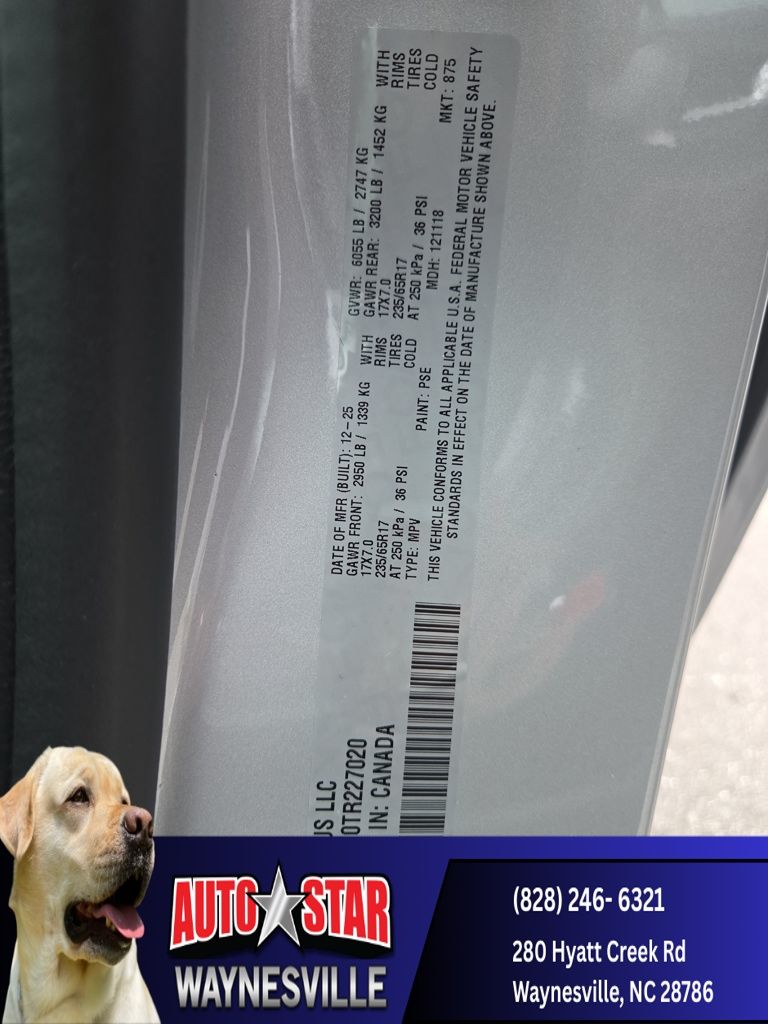 DATE OF MFR (BUILT): 12-25
GAWR FRONT: 2950 LB / 1339 KG WITH
17X7.0 RIMS
235/65R17 TIRES
AT 250 kPa / 36 PSI COLD
TYPE: MPV
GVWR: 6055 LB / 2747 KG
GAWR REAR: 3200 LB / 1452 KG WITH
17X7.0 RIMS
235/65R17 TIRES
AT 250 kPa / 36 PSI COLD
PAINT: PSE MDH: 121118 MKT: 875
THIS VEHICLE CONFORMS TO ALL APPLICABLE U.S.A. FEDERAL MOTOR VEHICLE SAFETY
STANDARDS IN EFFECT ON THE DATE OF MANUFACTURE SHOWN ABOVE.
US LLC
0TR227020
IN: CANADA
AUTO STAR
WAYNESVILLE
(828) 246- 6321
280 Hyatt Creek Rd
Waynesville, NC 28786